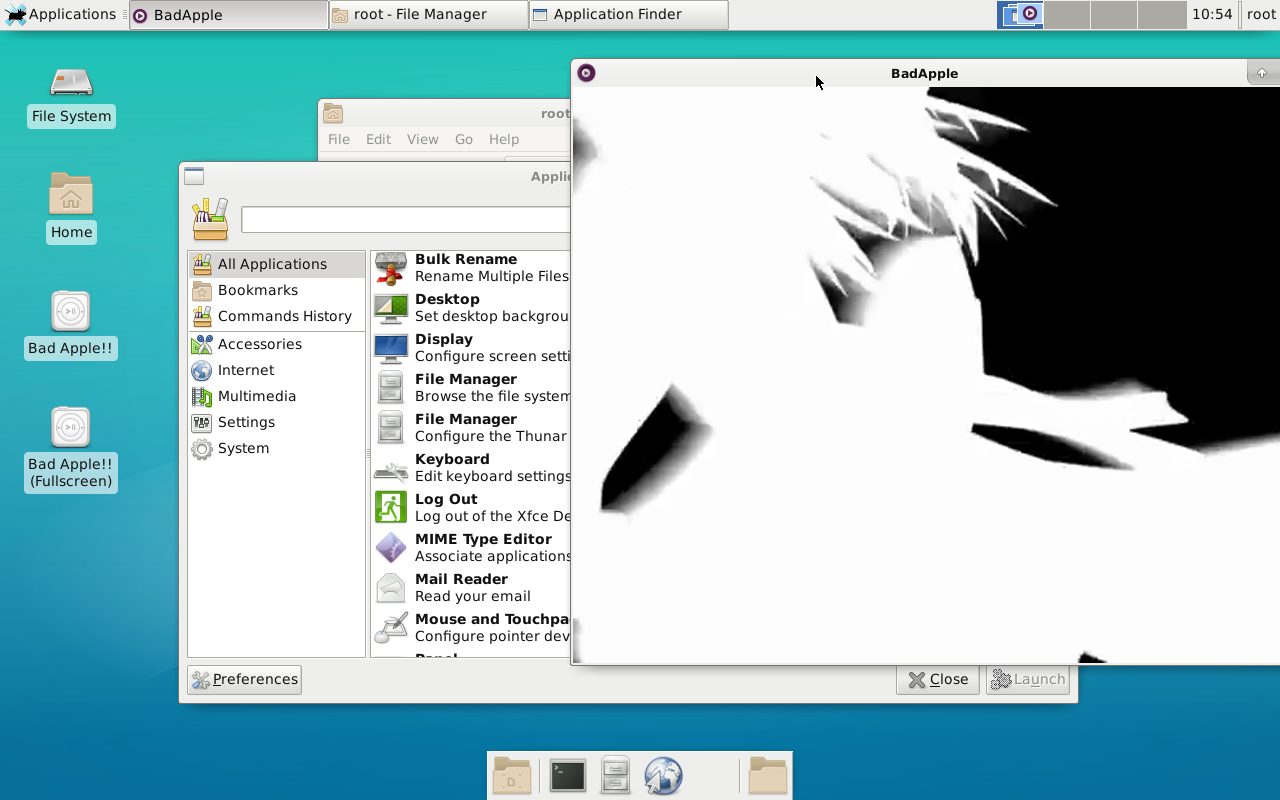 Applications
BadApple
root - File Manager
Application Finder
10:54
root
File System
Home
Bad Apple!!
Bad Apple!!
(Fullscreen)
root
File Edit View Go Help
BadApple
All Applications
Bookmarks
Commands History
Accessories
Internet
Multimedia
Settings
System
Bulk Rename
Rename Multiple Files
Desktop
Set desktop backgrou
Display
Configure screen setti
File Manager
Browse the file system
File Manager
Configure the Thunar
Keyboard
Edit keyboard settings
Log Out
Log out of the Xfce De
MIME Type Editor
Associate applications
Mail Reader
Read your email
Mouse and Touchpa
Configure pointer dev
Preferences
Close
Launch